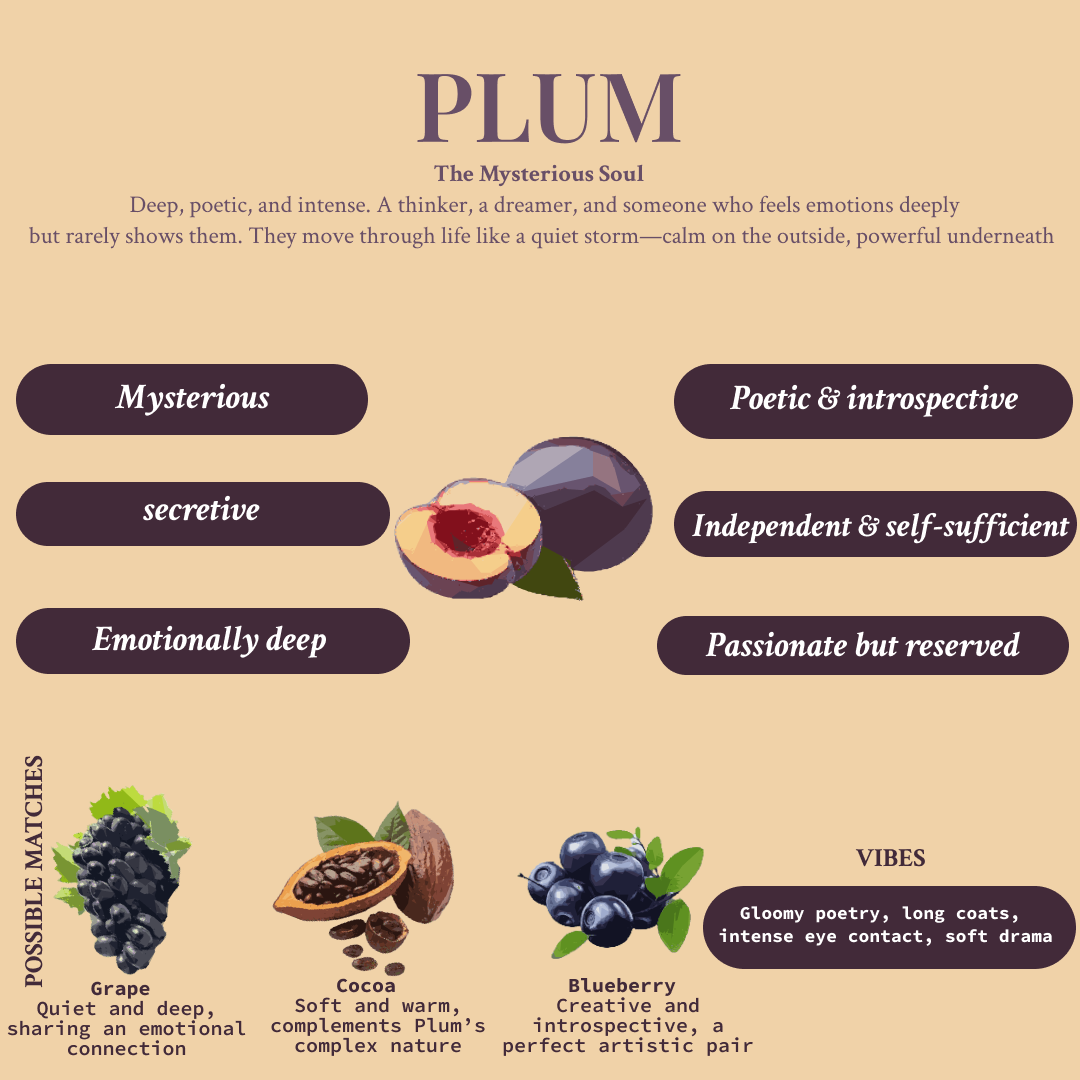 PLUM
The Mysterious Soul
Deep, poetic, and intense. A thinker, a dreamer, and someone who feels emotions deeply
but rarely shows them. They move through life like a quiet storm—calm on the outside, powerful underneath
Mysterious
secretive
Emotionally deep
Poetic & introspective
Independent & self-sufficient
Passionate but reserved
POSSIBLE MATCHES
Grape
Quiet and deep,
sharing an emotional
connection
Cocoa
Soft and warm,
complements Plum’s
complex nature
Blueberry
Creative and
introspective, a
perfect artistic pair
VIBES
Gloomy poetry, long coats,
intense eye contact, soft drama